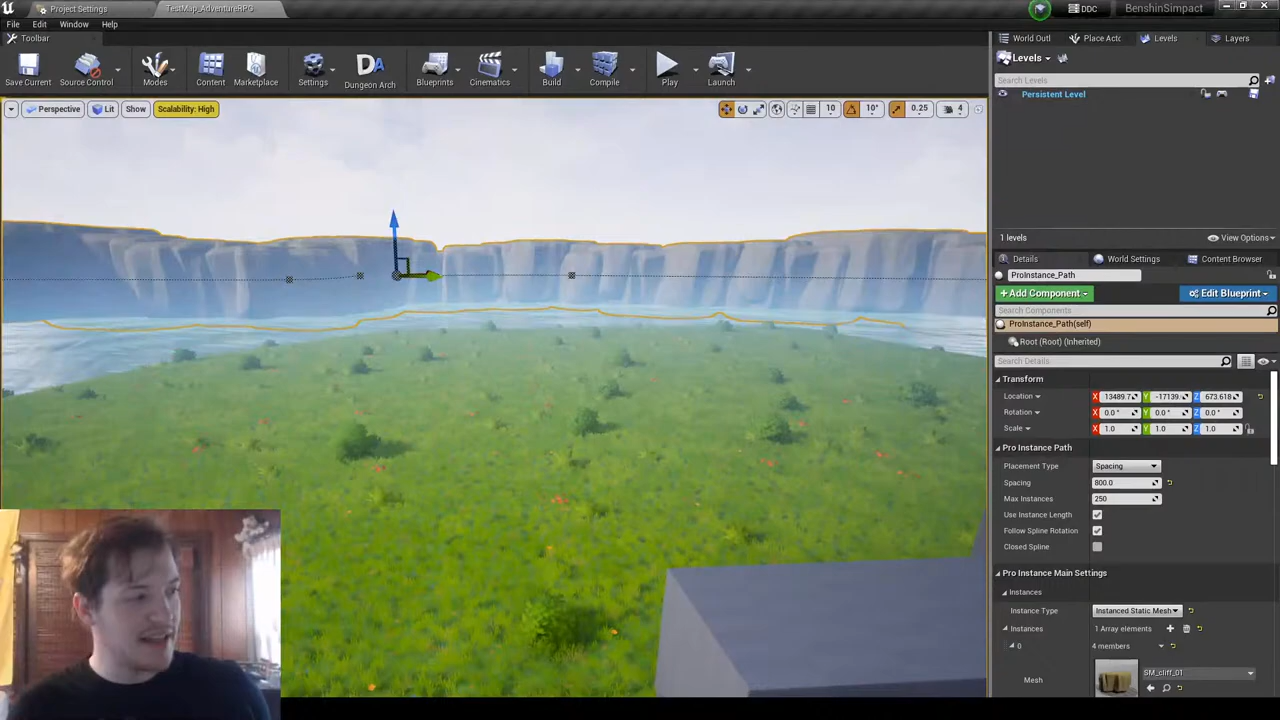 Project Settings
TestMap_AdventureRPG
DDC
BenshinSimpact
File Edit Window Help
Toolbar
World Outl
Place Acto
Levels
Layers
Save Current
Source Control
Modes
Content
Marketplace
Settings
Dungeon Arch
Blueprints
Cinematics
Build
Compile
Play
Launch
Levels
Search Levels
Persistent Level
Perspective
Lit
Show
Scalability: High
10
10°
0.25
4
1 levels
View Options
Details
World Settings
Content Browser
ProInstance_Path
+Add Component
Edit Blueprint
Search Components
ProInstance_Path(self)
Root (Root) (Inherited)
Search Details
Transform
Location X 13489.7 Y -17139. Z 673.618
Rotation X 0.0 ° Y 0.0 ° Z 0.0 °
Scale X 1.0 Y 1.0 Z 1.0
Pro Instance Path
Placement Type Spacing
Spacing 800.0
Max Instances 250
Use Instance Length
Follow Spline Rotation
Closed Spline
Pro Instance Main Settings
Instances
Instance Type Instanced Static Mesh
Instances 1 Array elements
0 4 members
Mesh SM_cliff_01